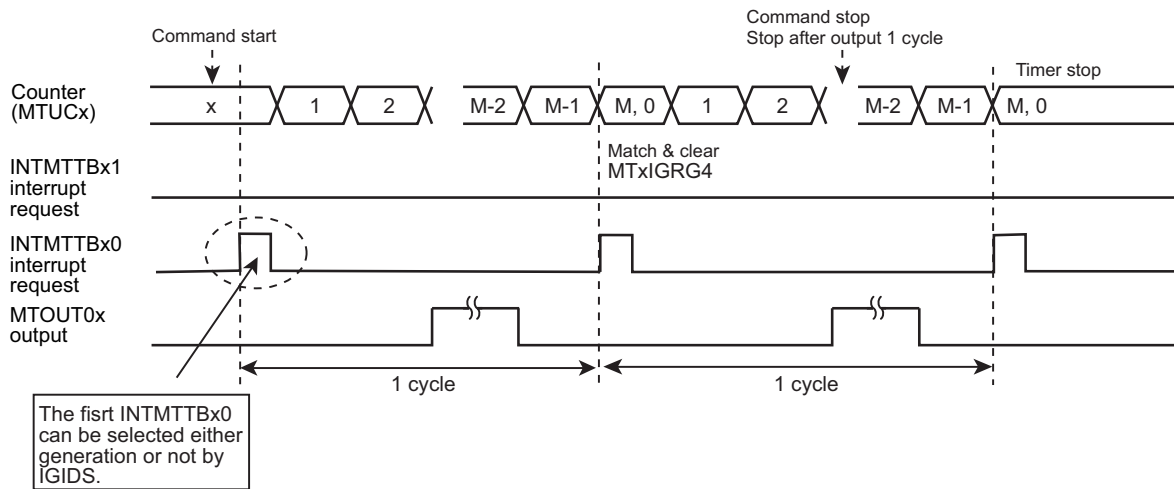 Command start
Command stop
Stop after output 1 cycle
Timer stop
Counter
(MTUCx)
x 1 2 M-2 M-1 M, 0 1 2 M-2 M-1 M, 0
Match & clear
MTxIGRG4
INTMTTBx1
interrupt
request
INTMTTBx0
interrupt
request
MTOUT0x
output
1 cycle 1 cycle
The fisrt INTMTTBx0
can be selected either
generation or not by
IGIDS.